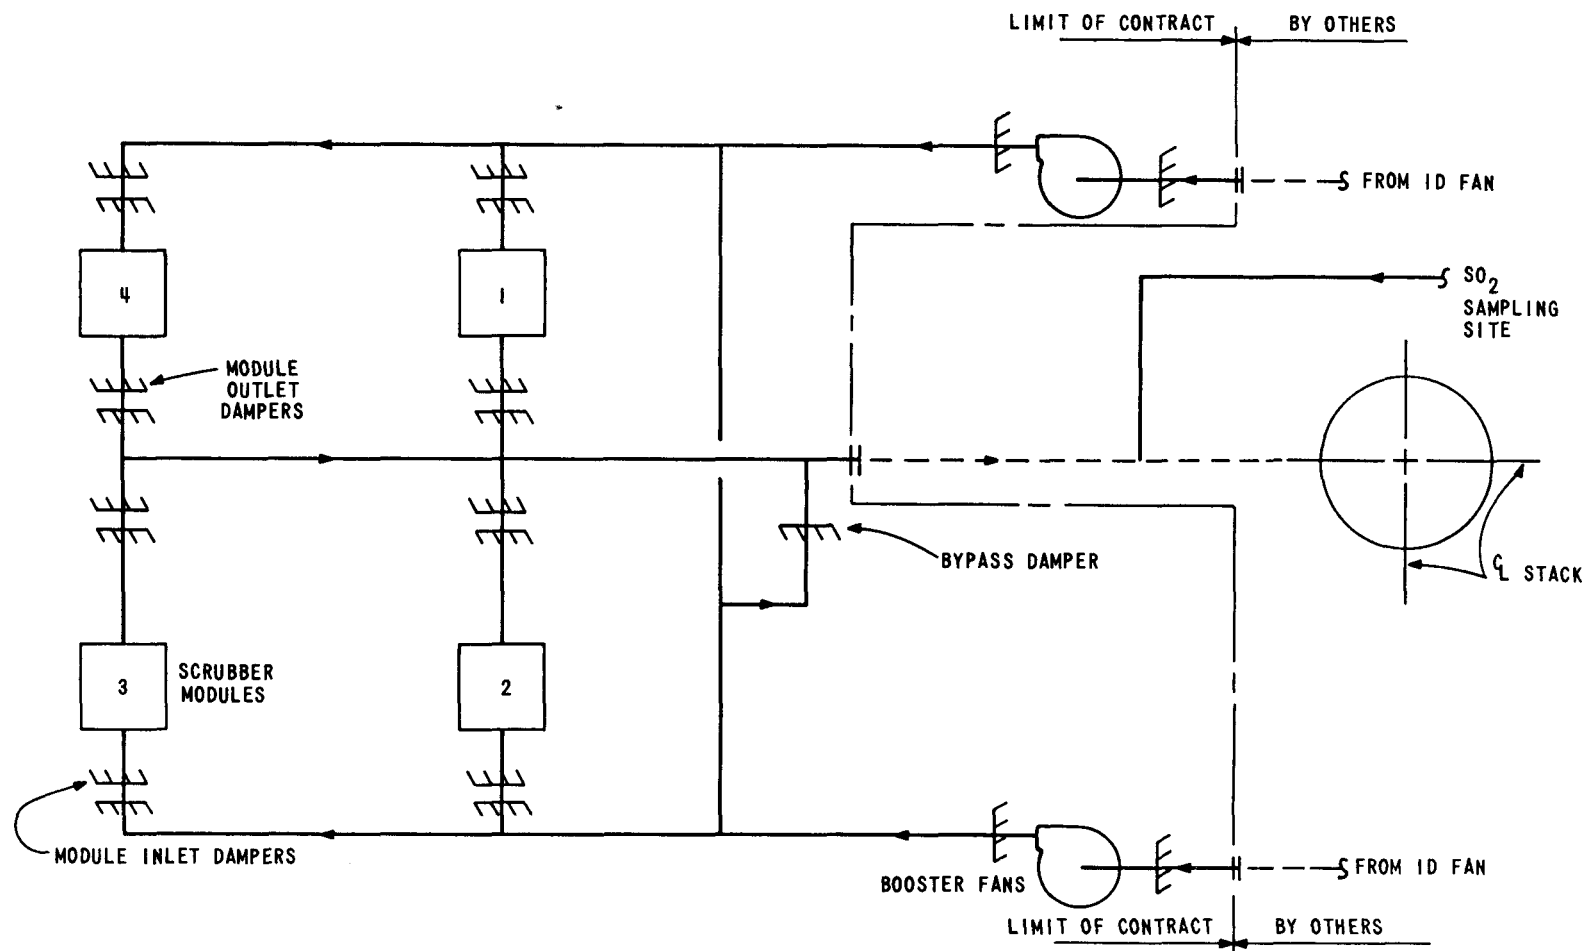 LIMIT OF CONTRACT
BY OTHERS
FROM ID FAN
SO2
SAMPLING
SITE
4
1
MODULE
OUTLET
DAMPERS
BYPASS DAMPER
℄ STACK
3
SCRUBBER
MODULES
2
MODULE INLET DAMPERS
BOOSTER FANS
FROM ID FAN
LIMIT OF CONTRACT
BY OTHERS